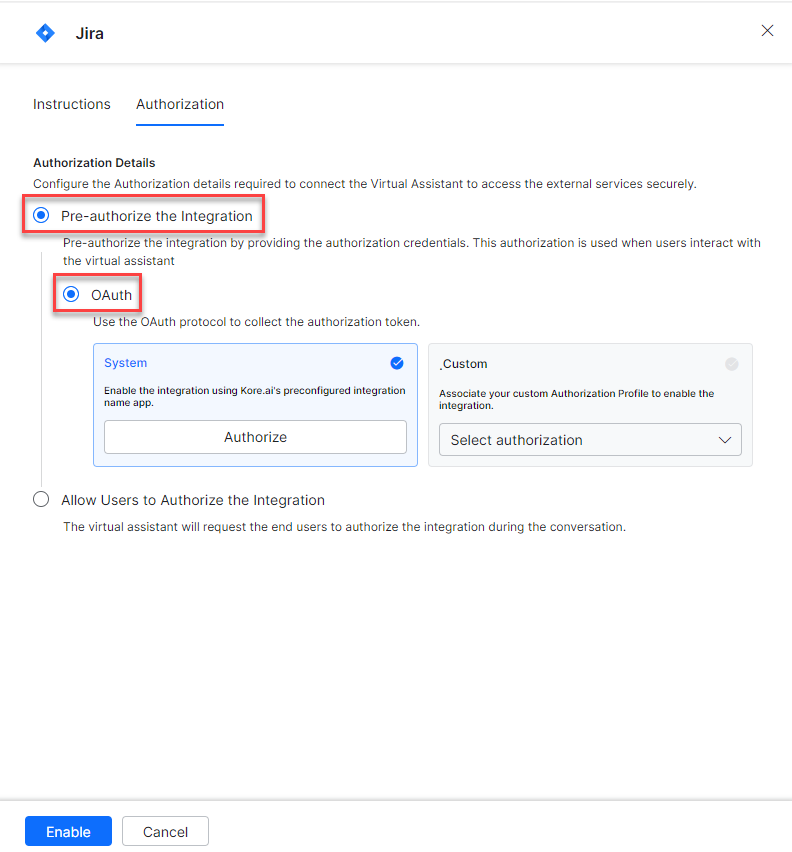 Jira
Instructions Authorization
Authorization Details
Configure the Authorization details required to connect the Virtual Assistant to access the external services securely.
Pre-authorize the Integration
Pre-authorize the integration by providing the authorization credentials. This authorization is used when users interact with
the virtual assistant
OAuth
Use the OAuth protocol to collect the authorization token.
System
Enable the integration using Kore.ai's preconfigured integration
name app.
Authorize
.Custom
Associate your custom Authorization Profile to enable the
integration.
Select authorization
Allow Users to Authorize the Integration
The virtual assistant will request the end users to authorize the integration during the conversation.
Enable Cancel